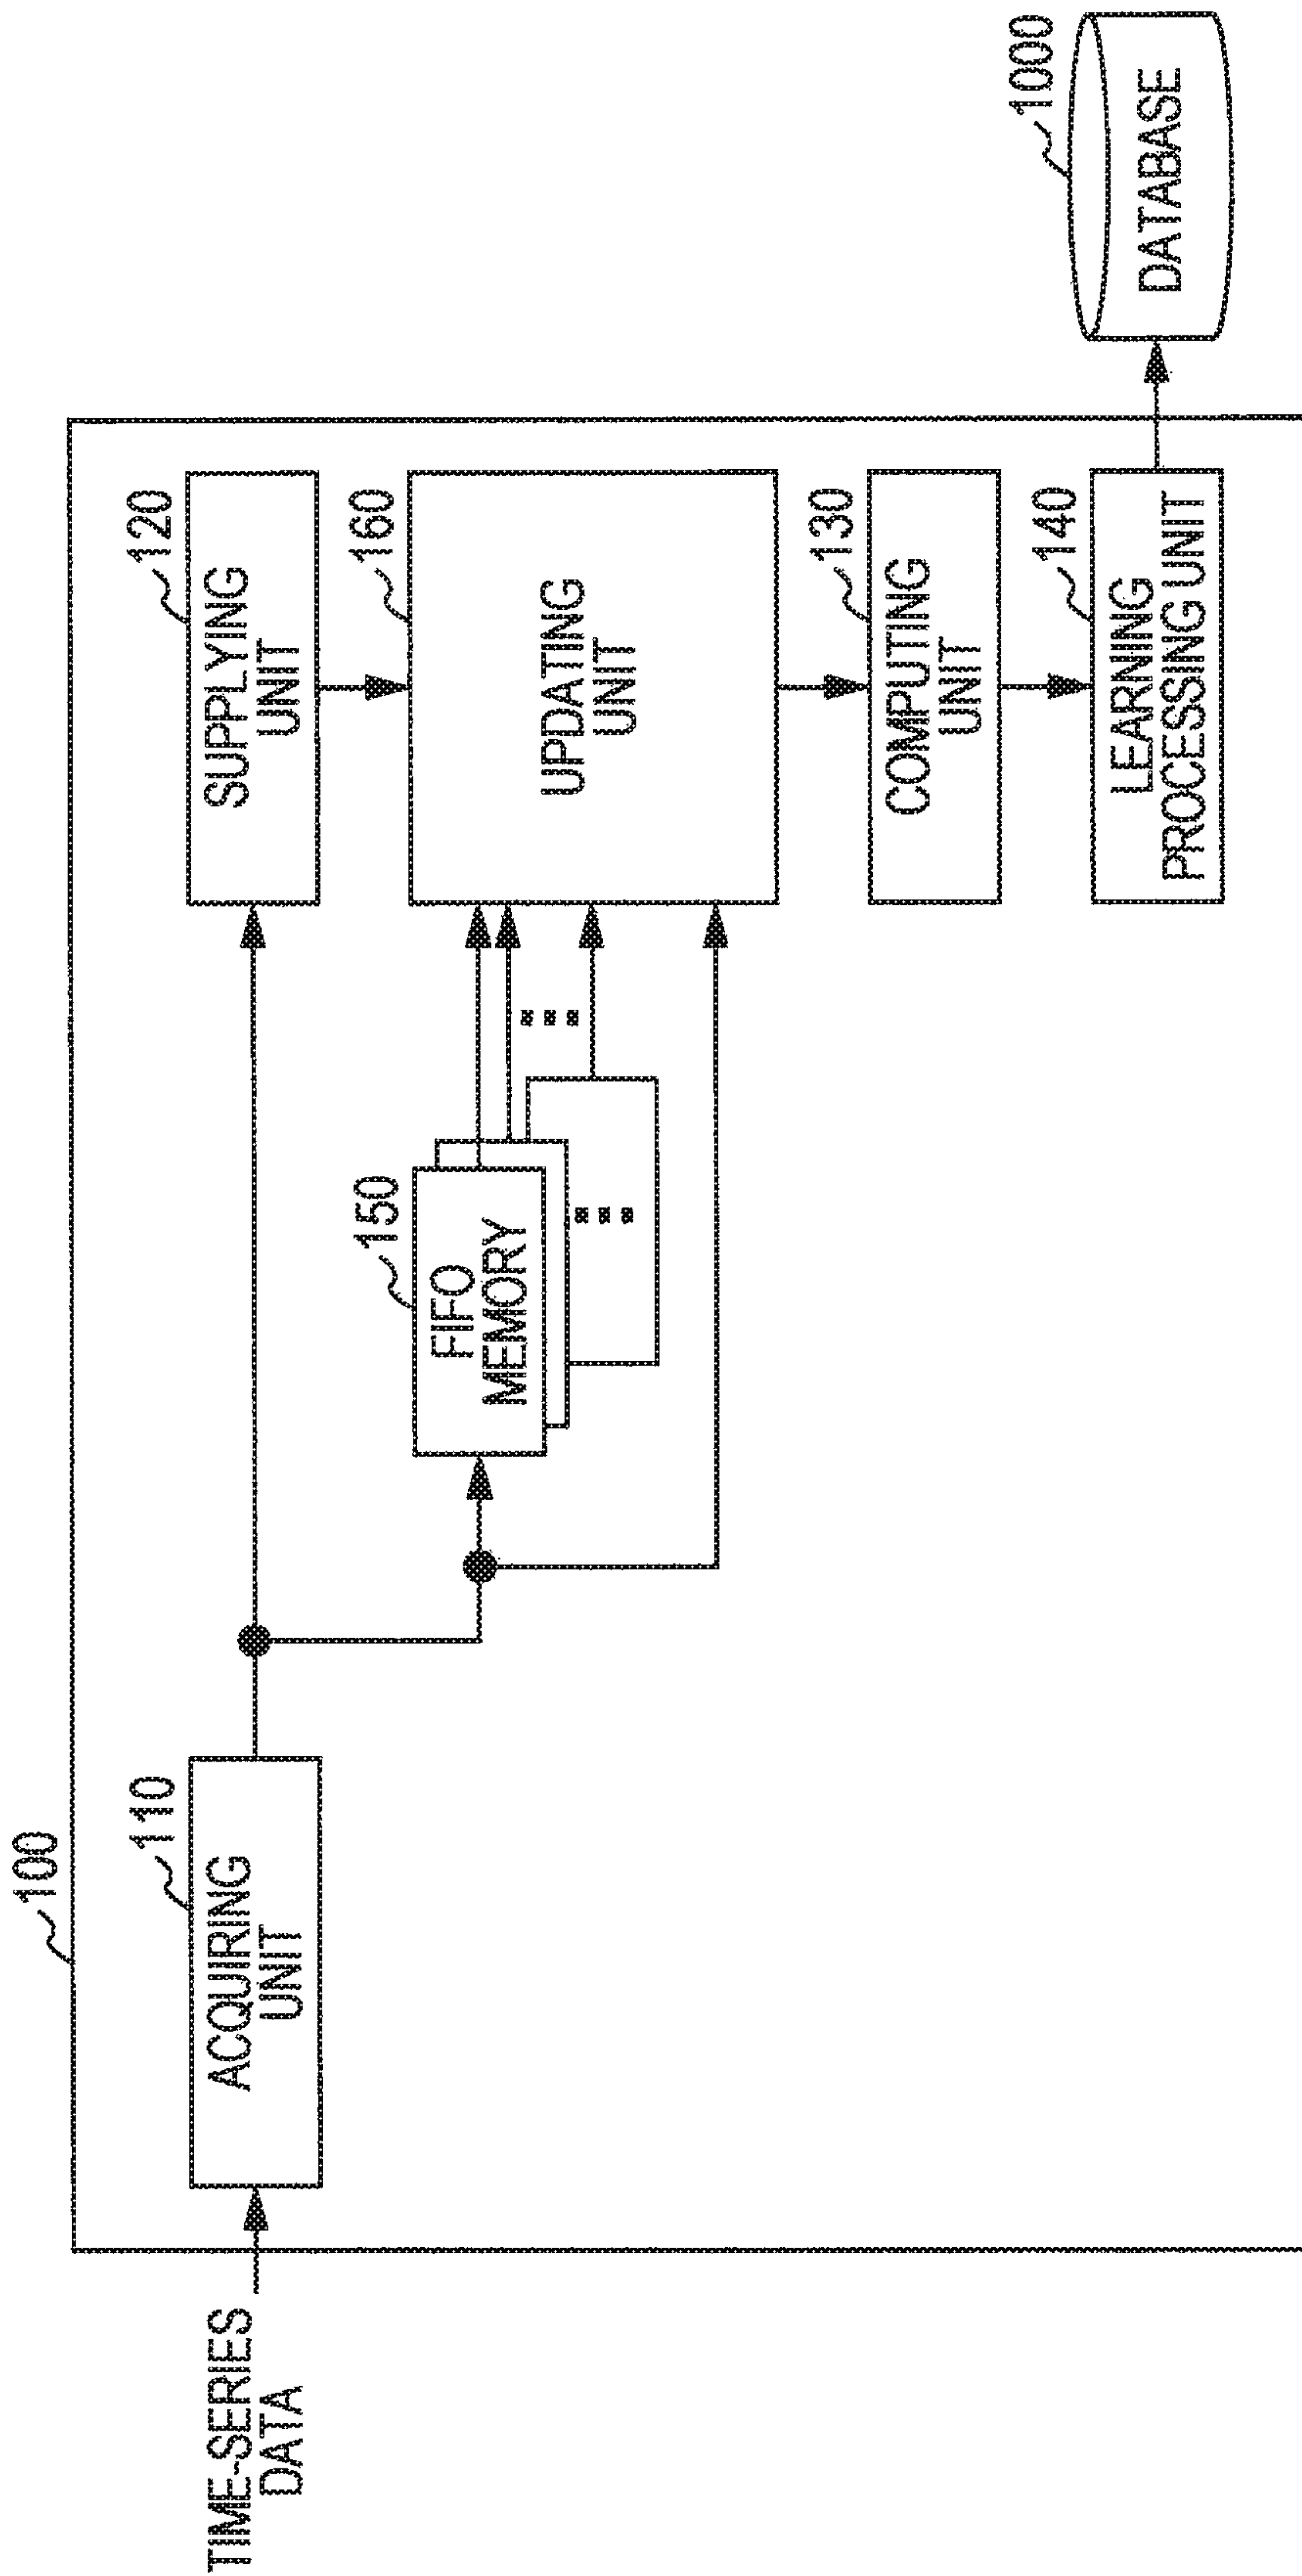 100
TIME-SERIES
DATA
110
ACQUIRING
UNIT
120
SUPPLYING
UNIT
150
FIFO
MEMORY
160
UPDATING
UNIT
130
COMPUTING
UNIT
140
LEARNING
PROCESSING UNIT
1000
DATABASE